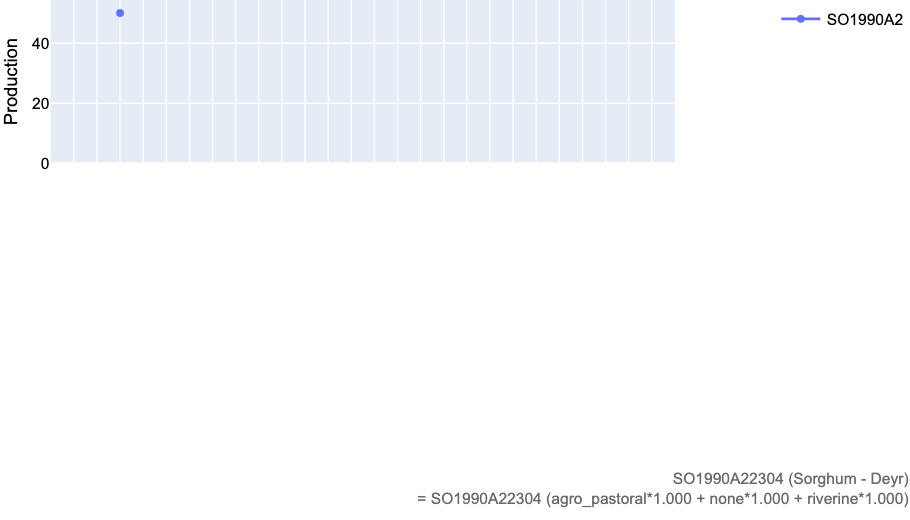 SO1990A2
40
20
0
Production
SO1990A22304 (Sorghum - Deyr)
= SO1990A22304 (agro_pastoral*1.000 + none*1.000 + riverine*1.000)